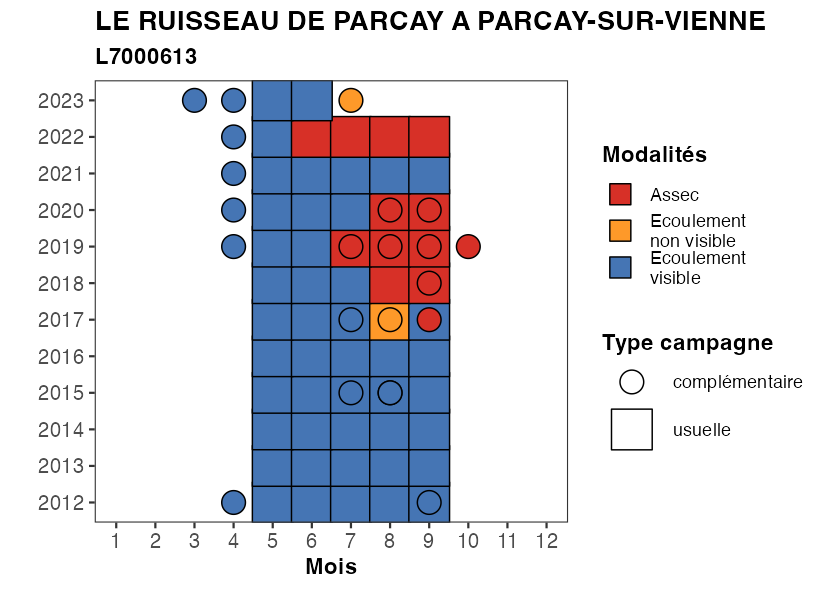 LE RUISSEAU DE PARCAY A PARCAY-SUR-VIENNE
L7000613
2023
2022
2021
2020
2019
2018
2017
2016
2015
2014
2013
2012
1 2 3 4 5 6 7 8 9 10 11 12
Mois
Modalités
Assec
Ecoulement
non visible
Ecoulement
visible
Type campagne
complémentaire
usuelle